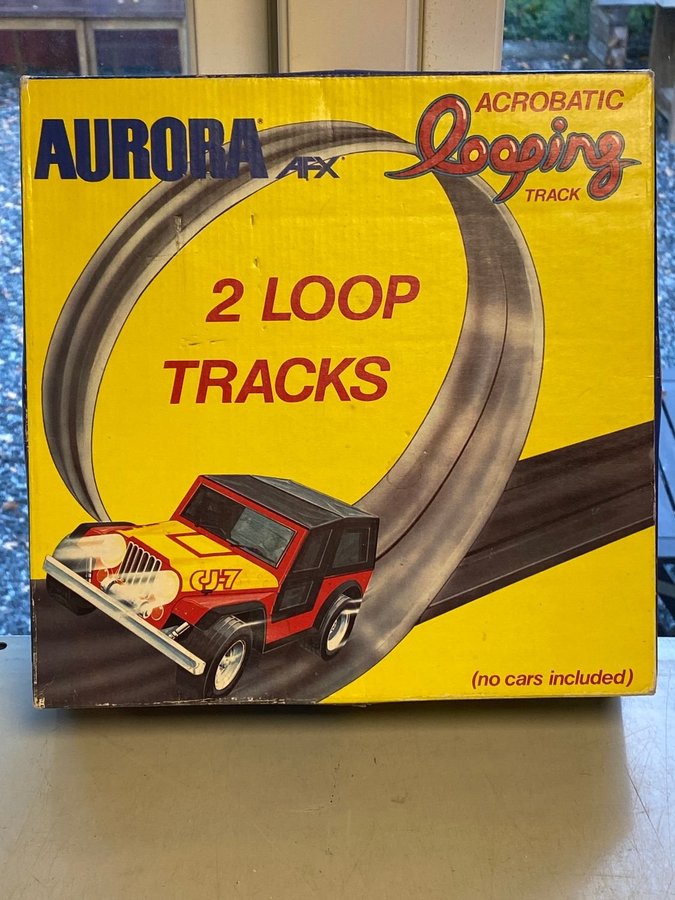 AURORA AFX
ACROBATIC
looping
TRACK
2 LOOP
TRACKS
CJ-7
(no cars included)